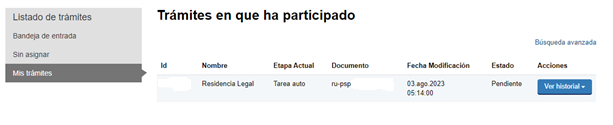 Listado de trámites
Bandeja de entrada
Sin asignar
Mis trámites
Trámites en que ha participado
Búsqueda avanzada
Id Nombre Etapa Actual Documento Fecha Modificación Estado Acciones
Residencia Legal Tarea auto ru-psp 03.ago.2023 Pendiente Ver historial
05:14:00